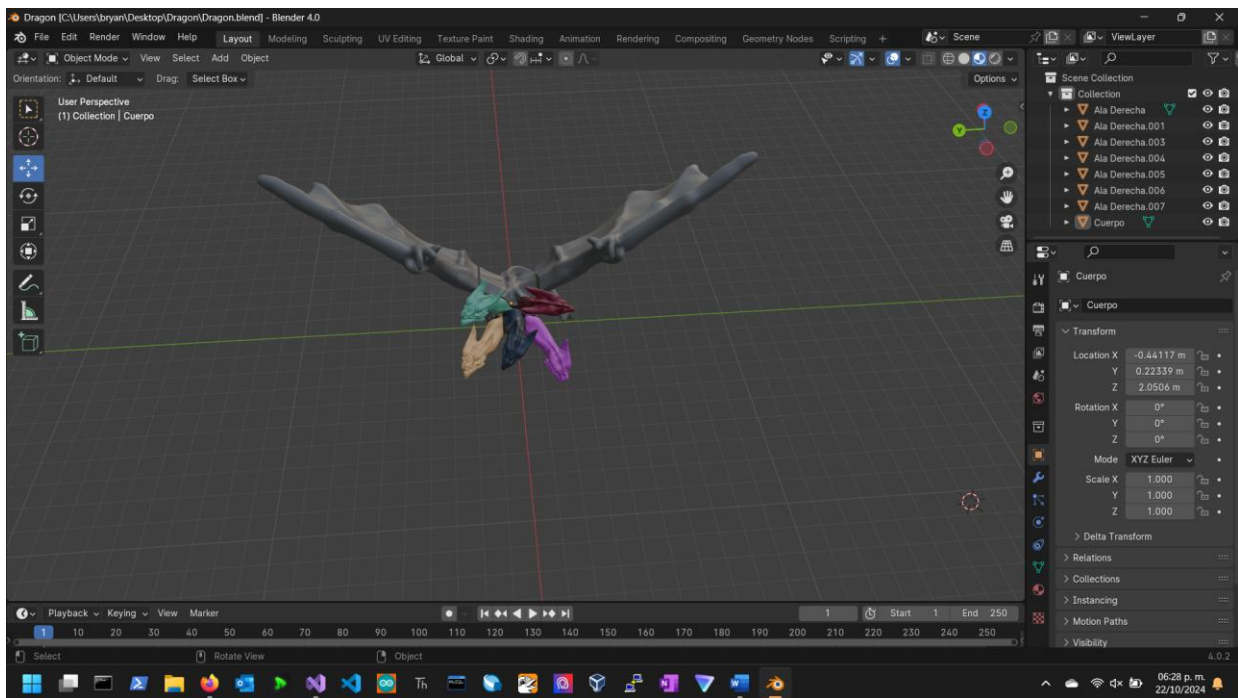 Dragon [C:\Users\bryan\Desktop\Dragon\Dragon.blend] - Blender 4.0
File Edit Render Window Help Layout Modeling Sculpting UV Editing Texture Paint Shading Animation Rendering Compositing Geometry Nodes Scripting + Scene ViewLayer
Object Mode View Select Add Object Global
Orientation: Default Drag: Select Box Options
User Perspective
(1) Collection | Cuerpo
Z
Y
Scene Collection
Collection
Ala Derecha
Ala Derecha.001
Ala Derecha.003
Ala Derecha.004
Ala Derecha.005
Ala Derecha.006
Ala Derecha.007
Cuerpo
Cuerpo
Cuerpo
Transform
Location X -0.44117 m
Y 0.22339 m
Z 2.0506 m
Rotation X 0°
Y 0°
Z 0°
Mode XYZ Euler
Scale X 1.000
Y 1.000
Z 1.000
> Delta Transform
> Relations
> Collections
> Instancing
> Motion Paths
> Visibility
Playback Keying View Marker 1 Start 1 End 250
1 10 20 30 40 50 60 70 80 90 100 110 120 130 140 150 160 170 180 190 200 210 220 230 240 250
Select Rotate View Object 4.0.2
Th
06:28 p. m.
22/10/2024